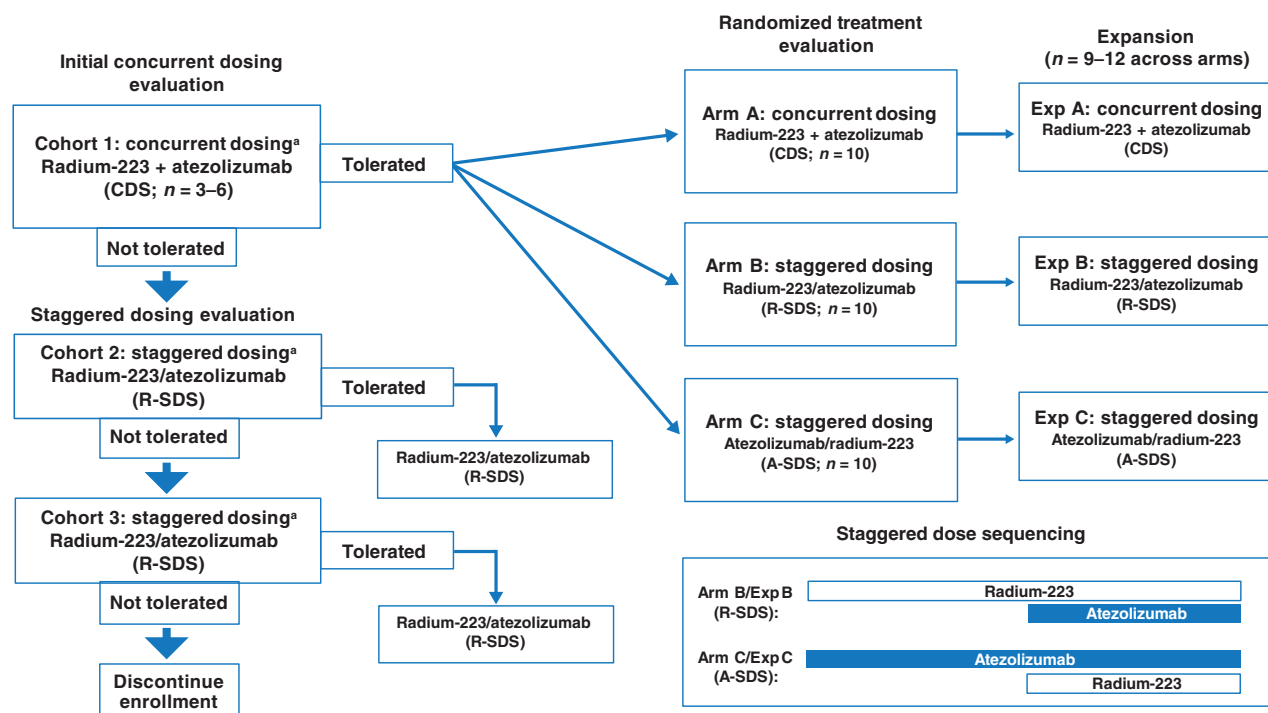 Initial concurrent dosing
evaluation
Cohort 1: concurrent dosingᵃ
Radium-223 + atezolizumab
(CDS; n = 3–6)
Tolerated
Not tolerated
Staggered dosing evaluation
Cohort 2: staggered dosingᵃ
Radium-223/atezolizumab
(R-SDS)
Tolerated
Not tolerated
Radium-223/atezolizumab
(R-SDS)
Cohort 3: staggered dosingᵃ
Radium-223/atezolizumab
(R-SDS)
Tolerated
Not tolerated
Radium-223/atezolizumab
(R-SDS)
Discontinue
enrollment
Randomized treatment
evaluation
Arm A: concurrent dosing
Radium-223 + atezolizumab
(CDS; n = 10)
Arm B: staggered dosing
Radium-223/atezolizumab
(R-SDS; n = 10)
Arm C: staggered dosing
Atezolizumab/radium-223
(A-SDS; n = 10)
Expansion
(n = 9–12 across arms)
Exp A: concurrent dosing
Radium-223 + atezolizumab
(CDS)
Exp B: staggered dosing
Radium-223/atezolizumab
(R-SDS)
Exp C: staggered dosing
Atezolizumab/radium-223
(A-SDS)
Staggered dose sequencing
Arm B/Exp B
(R-SDS):
Radium-223
Atezolizumab
Arm C/Exp C
(A-SDS):
Atezolizumab
Radium-223